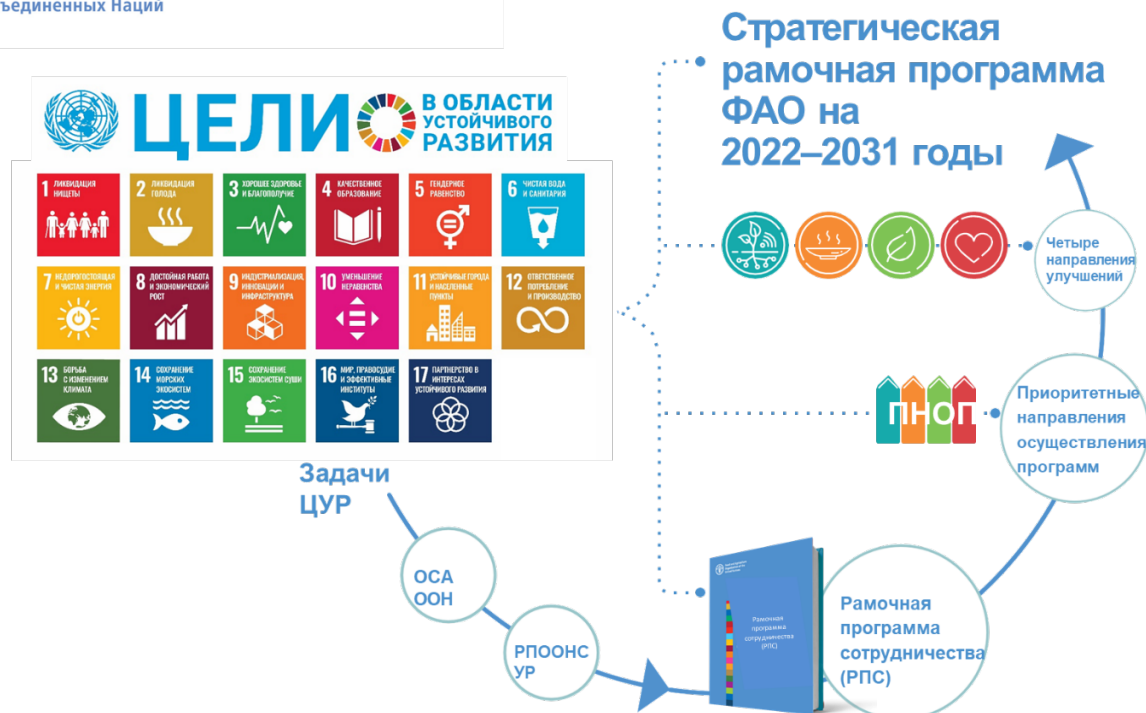 ъединенных Наций
Стратегическая
рамочная программа
ФАО на
2022–2031 годы
ЦЕЛИ
В ОБЛАСТИ
УСТОЙЧИВОГО
РАЗВИТИЯ
1 ЛИКВИДАЦИЯ
НИЩЕТЫ
2 ЛИКВИДАЦИЯ
ГОЛОДА
3 ХОРОШЕЕ ЗДОРОВЬЕ
И БЛАГОПОЛУЧИЕ
4 КАЧЕСТВЕННОЕ
ОБРАЗОВАНИЕ
5 ГЕНДЕРНОЕ
РАВЕНСТВО
6 ЧИСТАЯ ВОДА
И САНИТАРИЯ
7 НЕДОРОГОСТОЯЩАЯ
И ЧИСТАЯ ЭНЕРГИЯ
8 ДОСТОЙНАЯ РАБОТА
И ЭКОНОМИЧЕСКИЙ
РОСТ
9 ИНДУСТРИАЛИЗАЦИЯ,
ИННОВАЦИИ И
ИНФРАСТРУКТУРА
10 УМЕНЬШЕНИЕ
НЕРАВЕНСТВА
11 УСТОЙЧИВЫЕ ГОРОДА
И НАСЕЛЕННЫЕ
ПУНКТЫ
12 ОТВЕТСТВЕННОЕ
ПОТРЕБЛЕНИЕ
И ПРОИЗВОДСТВО
13 БОРЬБА
С ИЗМЕНЕНИЕМ
КЛИМАТА
14 СОХРАНЕНИЕ
МОРСКИХ
ЭКОСИСТЕМ
15 СОХРАНЕНИЕ
ЭКОСИСТЕМ СУШИ
16 МИР, ПРАВОСУДИЕ
И ЭФФЕКТИВНЫЕ
ИНСТИТУТЫ
17 ПАРТНЕРСТВО В
ИНТЕРЕСАХ
УСТОЙЧИВОГО РАЗВИТИЯ
Четыре
направления
улучшений
ПНОП
Приоритетные
направления
осуществления
программ
Задачи
ЦУР
ОСА
ООН
РПООНС
УР
Рамочная
программа
сотрудничества
(РПС)
Рамочная
программа
сотрудничества
(РПС)